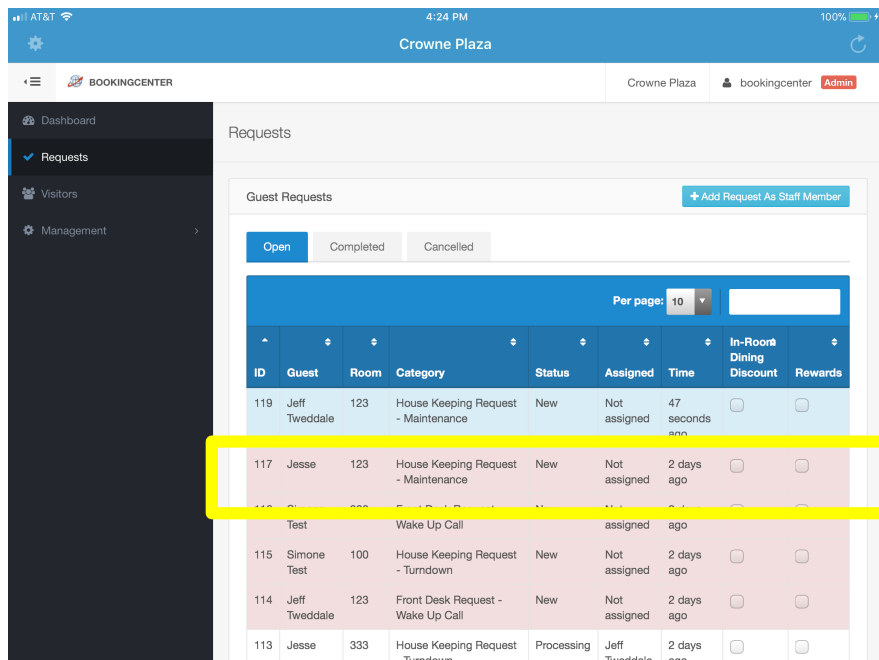 AT&T
4:24 PM
100%
Crowne Plaza
BOOKINGCENTER
Crowne Plaza
bookingcenter Admin
Dashboard
Requests
Visitors
Management
Requests
Guest Requests
+ Add Request As Staff Member
Open Completed Cancelled
Per page: 10
ID Guest Room Category Status Assigned Time In-Room Dining Discount Rewards
119 Jeff 123 House Keeping Request New Not 47
Tweddale - Maintenance assigned seconds
ago
117 Jesse 123 House Keeping Request New Not 2 days
- Maintenance assigned ago
Test Wake Up Call assigned ago
115 Simone 100 House Keeping Request New Not 2 days
Test - Turndown assigned ago
114 Jeff 123 Front Desk Request - New Not 2 days
Tweddale Wake Up Call assigned ago
113 Jesse 333 House Keeping Request Processing Jeff 2 days